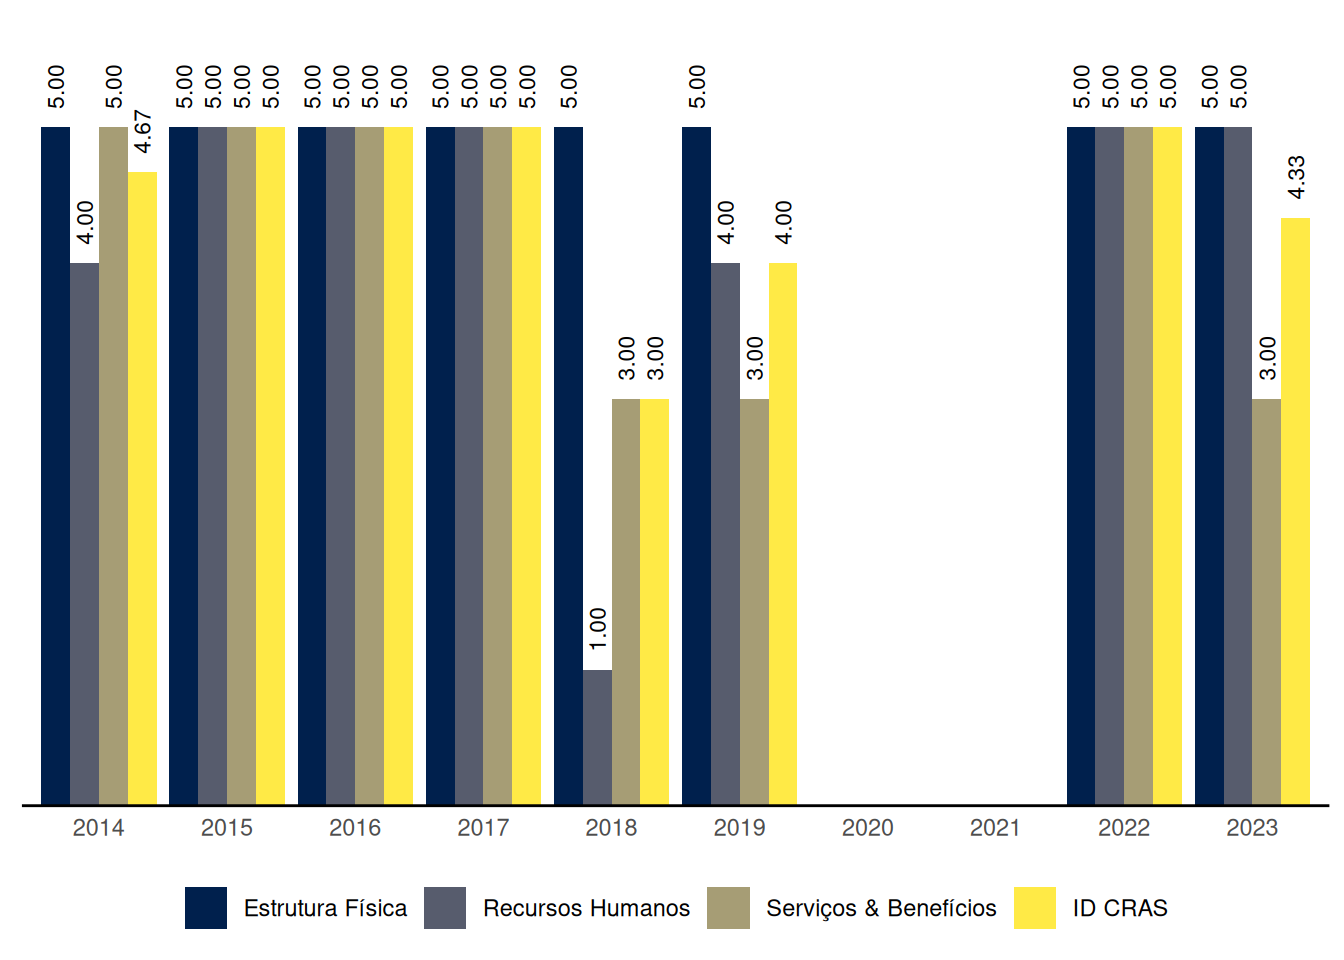 5.00 4.00 5.00 4.67 5.00 5.00 5.00 5.00 5.00 5.00 5.00 5.00 5.00 5.00 5.00 5.00 5.00 1.00 3.00 3.00 5.00 4.00 3.00 4.00 5.00 5.00 5.00 5.00 5.00 5.00 3.00 4.33
2014 2015 2016 2017 2018 2019 2020 2021 2022 2023
Estrutura Física Recursos Humanos Serviços & Benefícios ID CRAS